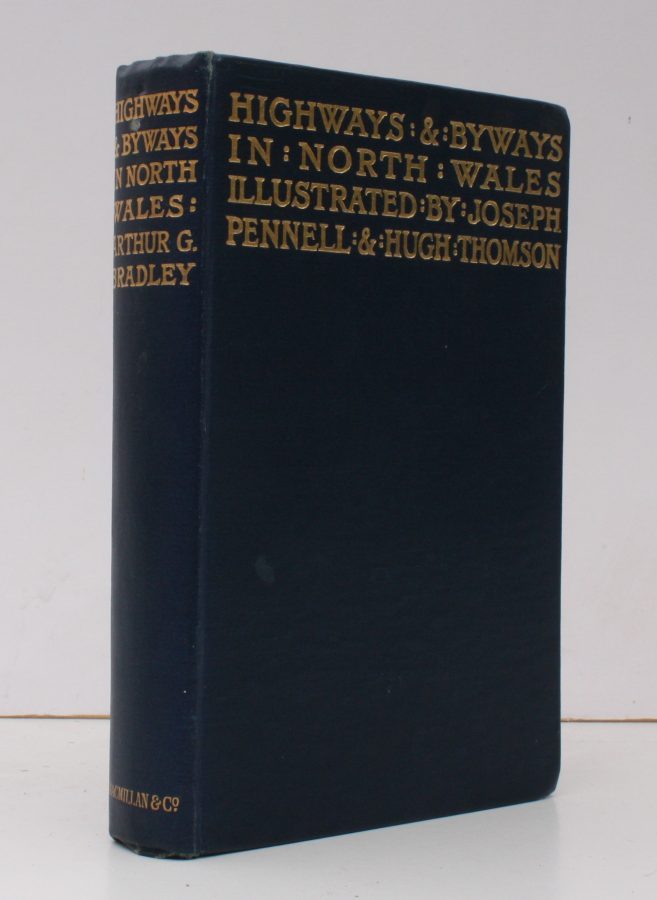 HIGHWAYS
& BYWAYS
IN NORTH
WALES:
ARTHUR G.
BRADLEY
MACMILLAN & Co.
HIGHWAYS : & : BYWAYS
IN : NORTH : WALES
ILLUSTRATED : BY : JOSEPH
PENNELL : & : HUGH : THOMSON